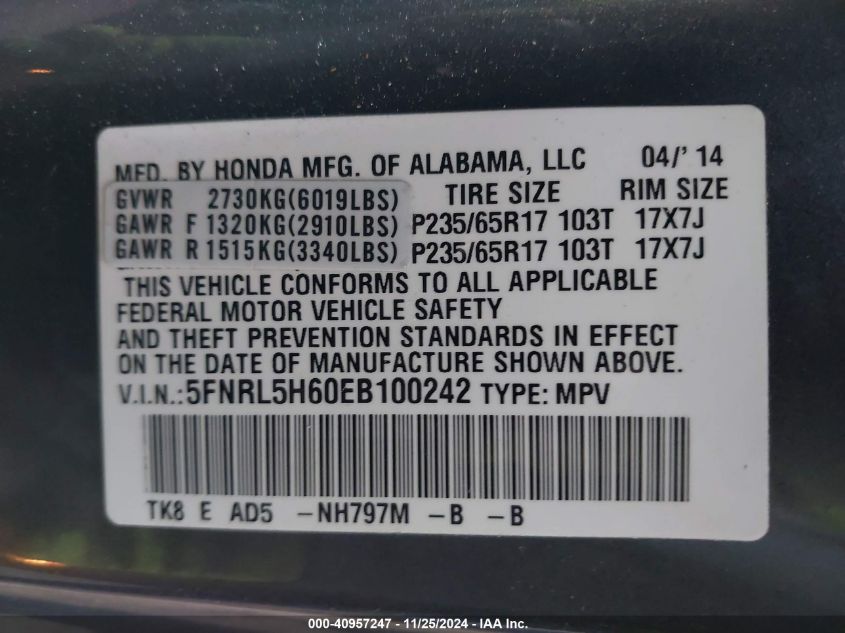 MFD. BY HONDA MFG. OF ALABAMA, LLC 04/'14
GVWR 2730KG(6019LBS) TIRE SIZE RIM SIZE
GAWR F 1320KG(2910LBS) P235/65R17 103T 17X7J
GAWR R 1515KG(3340LBS) P235/65R17 103T 17X7J
THIS VEHICLE CONFORMS TO ALL APPLICABLE
FEDERAL MOTOR VEHICLE SAFETY
AND THEFT PREVENTION STANDARDS IN EFFECT
ON THE DATE OF MANUFACTURE SHOWN ABOVE.
V.I.N.:5FNRL5H60EB100242 TYPE: MPV
TK8 E AD5 -NH797M -B -B
000-40957247 - 11/25/2024 - IAA Inc.